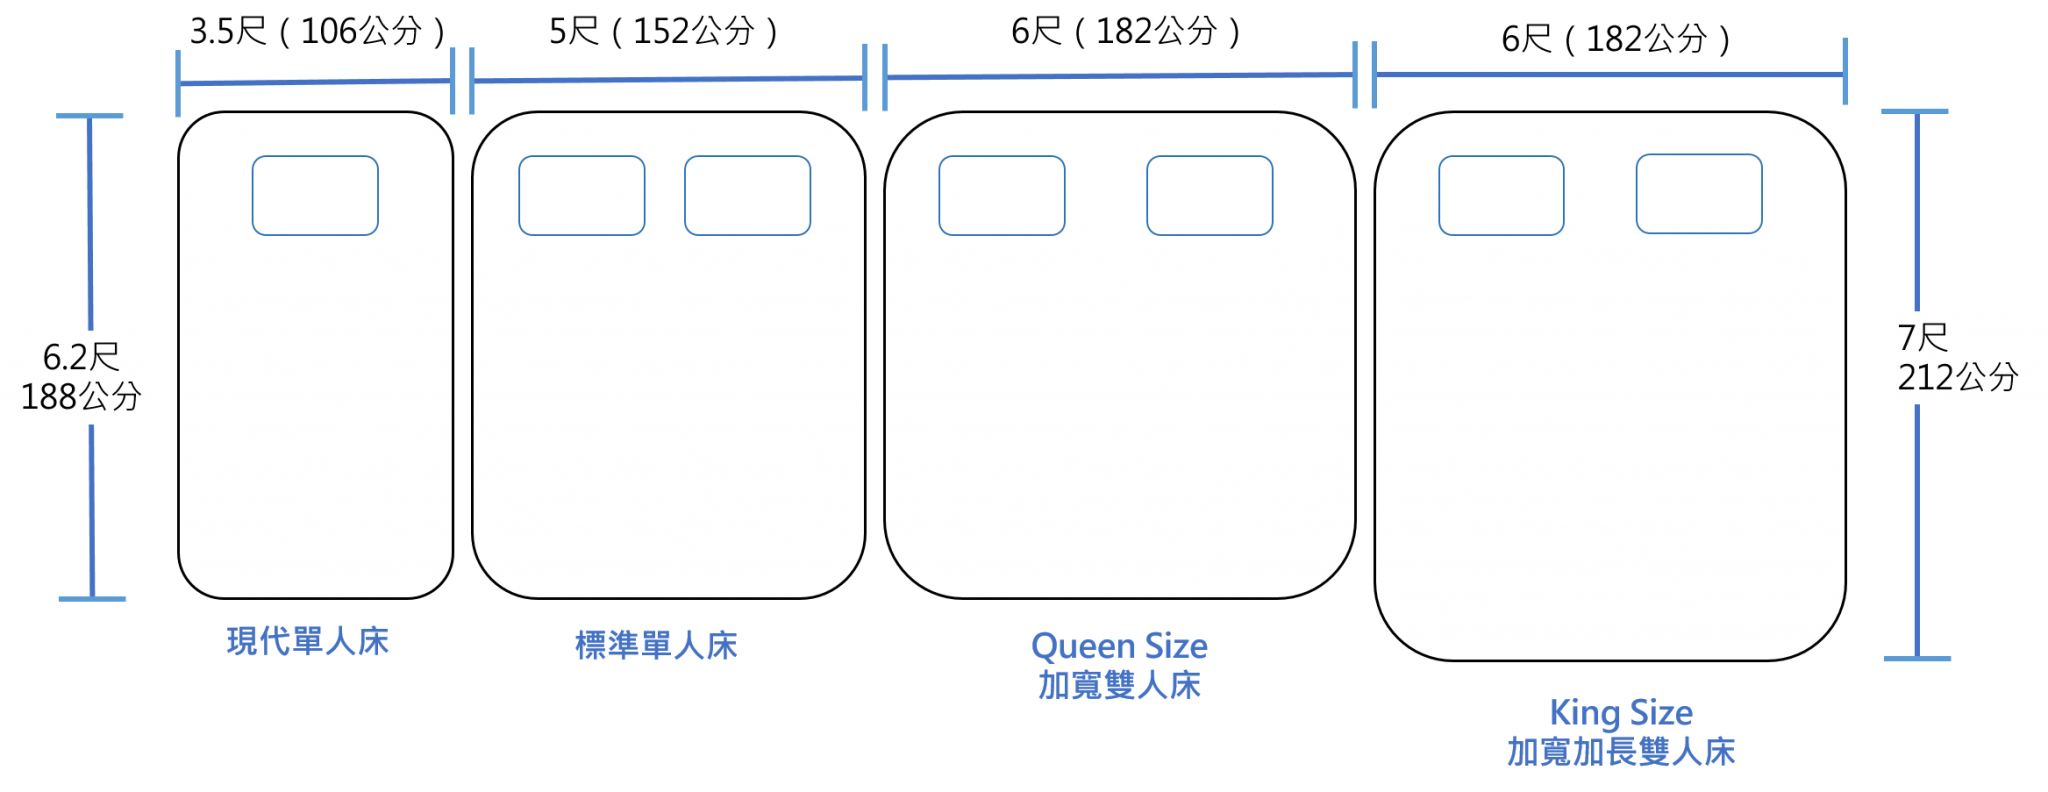 3.5尺 ( 106公分 )
5尺 ( 152公分 )
6尺 ( 182公分 )
6尺 ( 182公分 )
6.2尺
188公分
7尺
212公分
現代單人床
標準單人床
Queen Size
加寬雙人床
King Size
加寬加長雙人床